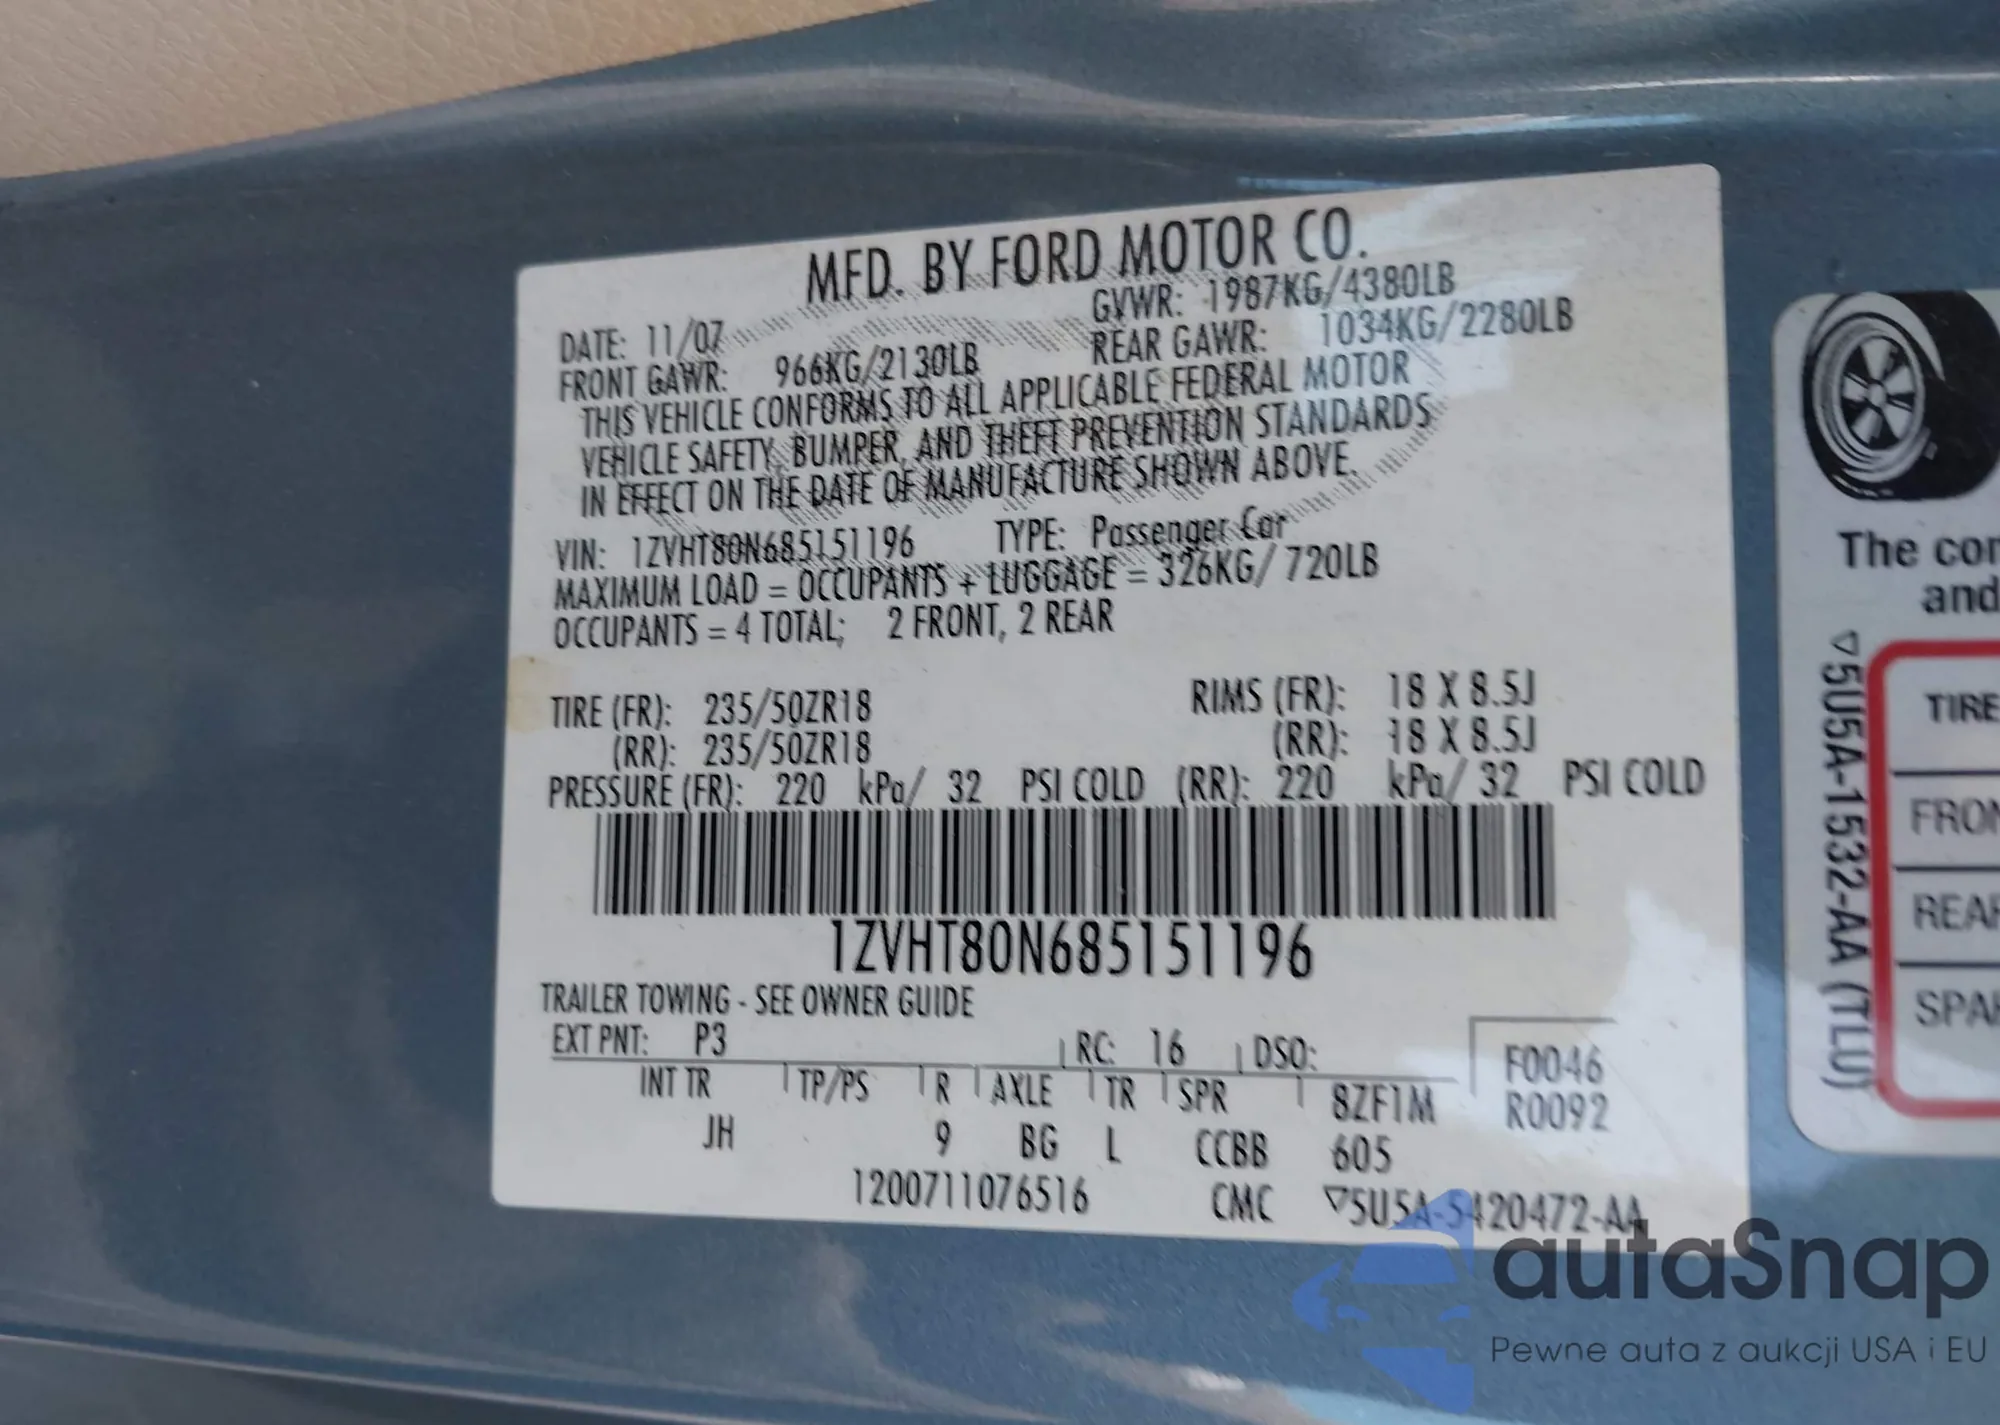 MFD. BY FORD MOTOR CO.
DATE: 11/07 GVWR: 1987KG/4380LB
FRONT GAWR: 966KG/2130LB REAR GAWR: 1034KG/2280LB
THIS VEHICLE CONFORMS TO ALL APPLICABLE FEDERAL MOTOR
VEHICLE SAFETY, BUMPER, AND THEFT PREVENTION STANDARDS
IN EFFECT ON THE DATE OF MANUFACTURE SHOWN ABOVE.
VIN: 1ZVHT80N685151196 TYPE: Passenger Car
MAXIMUM LOAD = OCCUPANTS + LUGGAGE = 326KG/ 720LB
OCCUPANTS = 4 TOTAL; 2 FRONT, 2 REAR
TIRE (FR): 235/50ZR18 RIMS (FR): 18 X 8.5J
(RR): 235/50ZR18 (RR): 18 X 8.5J
PRESSURE (FR): 220 kPa/ 32 PSI COLD (RR): 220 kPa/ 32 PSI COLD
1ZVHT80N685151196
TRAILER TOWING - SEE OWNER GUIDE
EXT PNT: P3 RC: 16 DSO: F0046
INT TR TP/PS R AXLE TR SPR 8ZF1M R0092
JH 9 BG L CCBB 605
1200711076516 CMC ▽5U5A-5420472-AA
The
and
▽5U5A-1532-AA (TLU)
TIRE
autaSnap
Pewne auta z aukcji USA i EU